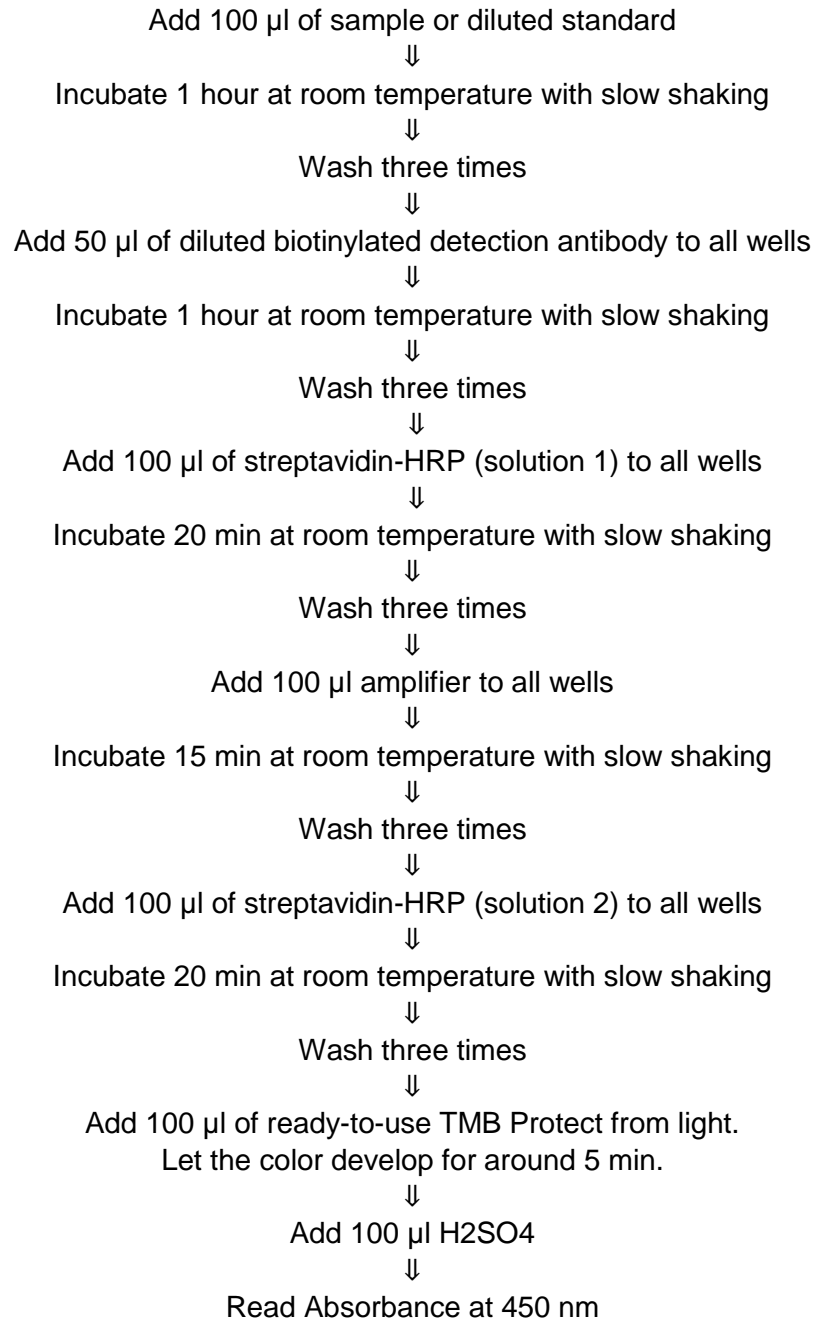 Add 100 µl of sample or diluted standard
⇓
Incubate 1 hour at room temperature with slow shaking
⇓
Wash three times
⇓
Add 50 µl of diluted biotinylated detection antibody to all wells
⇓
Incubate 1 hour at room temperature with slow shaking
⇓
Wash three times
⇓
Add 100 µl of streptavidin-HRP (solution 1) to all wells
⇓
Incubate 20 min at room temperature with slow shaking
⇓
Wash three times
⇓
Add 100 µl amplifier to all wells
⇓
Incubate 15 min at room temperature with slow shaking
⇓
Wash three times
⇓
Add 100 µl of streptavidin-HRP (solution 2) to all wells
⇓
Incubate 20 min at room temperature with slow shaking
⇓
Wash three times
⇓
Add 100 µl of ready-to-use TMB Protect from light.
Let the color develop for around 5 min.
⇓
Add 100 µl H2SO4
⇓
Read Absorbance at 450 nm